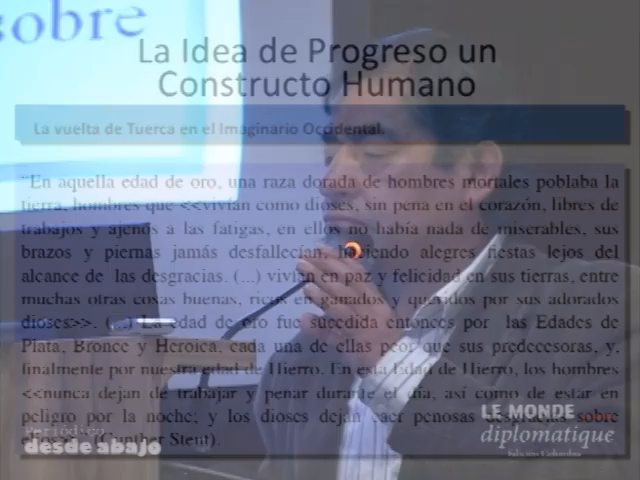 sobre
La Idea de Progreso un
Constructo Humano
La vuelta de Tuerca en el Imaginario Occidental.
"En aquella edad de oro, una raza dorada de hombres mortales poblaba la
tierra, hombres que <<vivían como dioses, sin pena en el corazón, libres de
trabajos y ajenos a las fatigas, en ellos no había nada de miserables, sus
brazos y piernas jamás desfallecían, haciendo alegres fiestas lejos del
alcance de las desgracias. (...) vivían en paz y felicidad en sus tierras, entre
muchas otras cosas buenas, ricos en ganados y queridos por sus adorados
dioses>>. (...) La edad de oro fue sucedida entonces por las Edades de
Plata, Bronce y Heroica, cada una de ellas peor que sus predecesoras, y,
finalmente por nuestra edad de Hierro. En esta Edad de Hierro, los hombres
<<nunca dejan de trabajar y penar durante el día, así como de estar en
peligro por la noche; y los dioses dejan caer penosas desgracias sobre
ellos>>" (Gunther Stent).
Periódico
desde abajo
LE MONDE
diplomatique
Edición Colombia